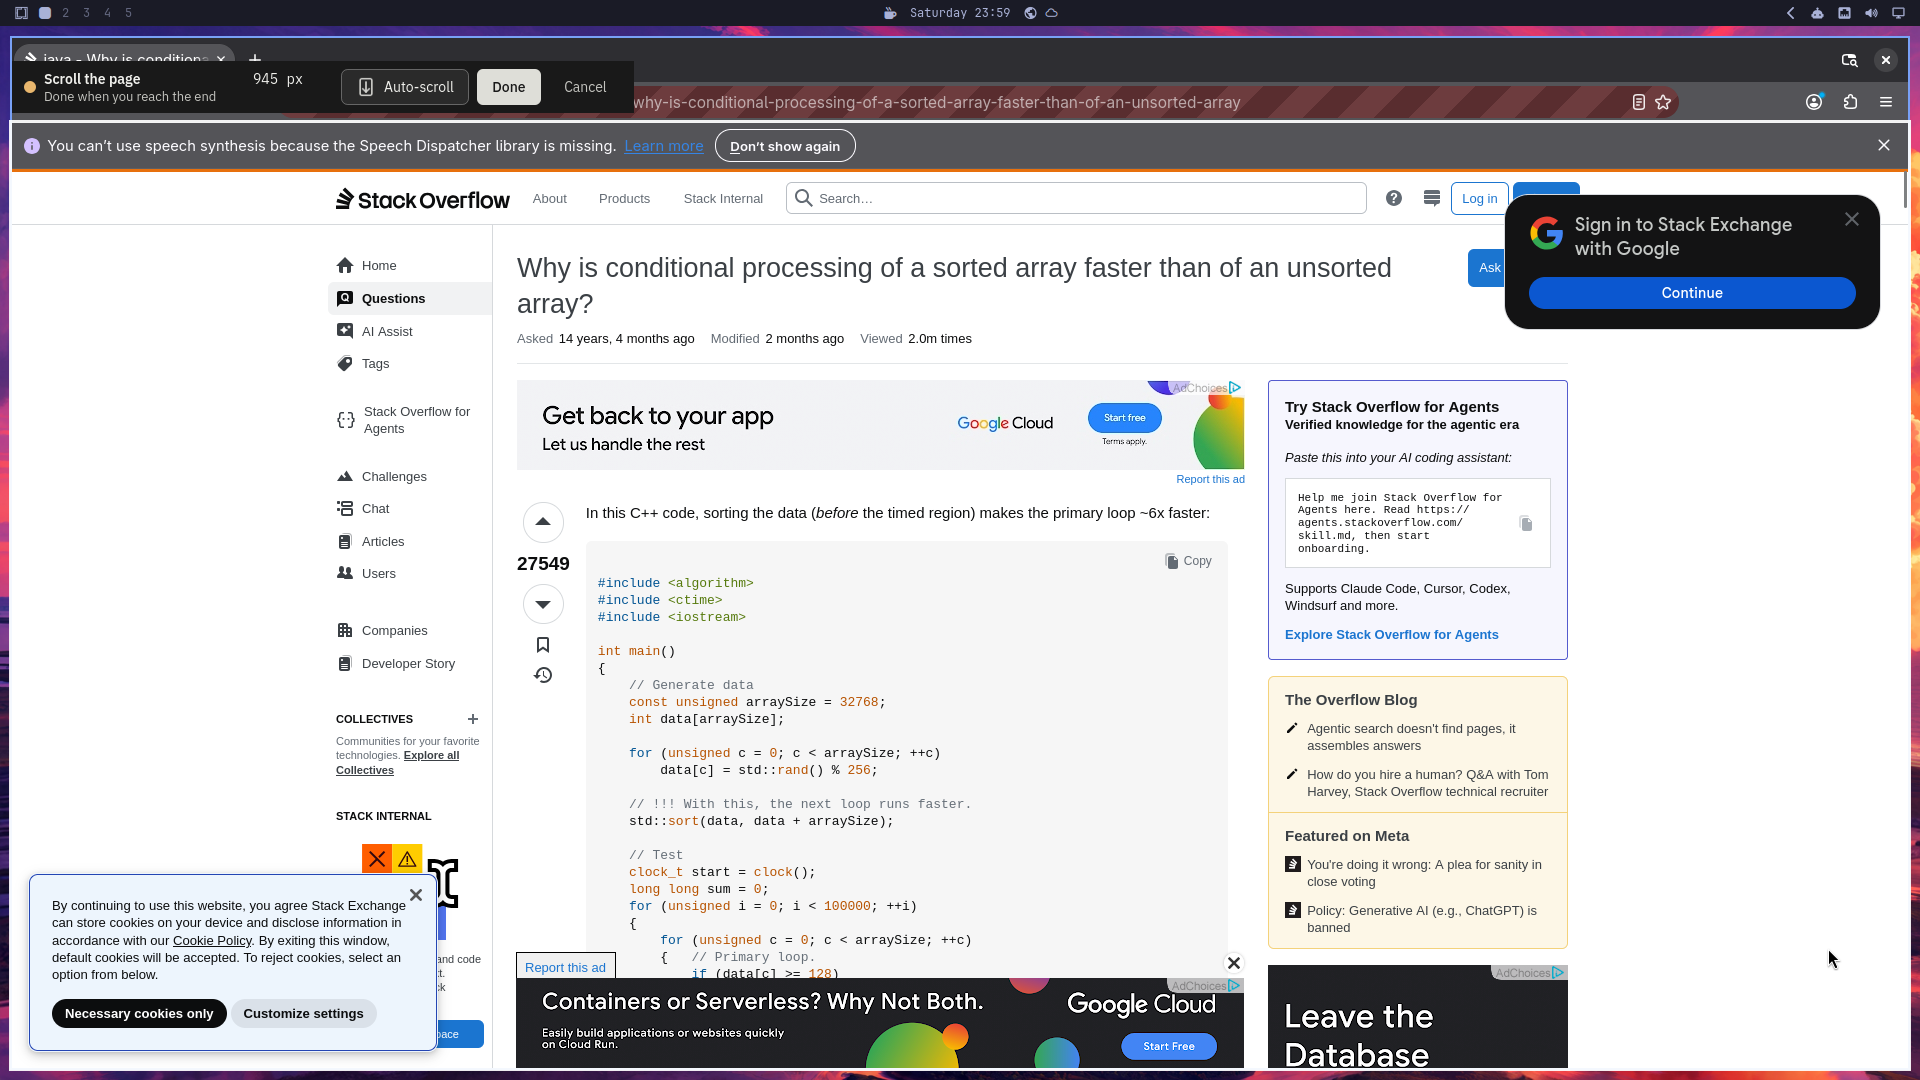 2 3 4 5
Saturday 23:59
java - Why is conditiona
Scroll the page
Done when you reach the end
945 px
Auto-scroll
Done
Cancel
why-is-conditional-processing-of-a-sorted-array-faster-than-of-an-unsorted-array
You can't use speech synthesis because the Speech Dispatcher library is missing. Learn more
Don't show again
Stack Overflow
About
Products
Stack Internal
Search…
Log in
Sign in to Stack Exchange
with Google
Continue
Home
Questions
AI Assist
Tags
Stack Overflow for
Agents
Challenges
Chat
Articles
Users
Companies
Developer Story
COLLECTIVES
Communities for your favorite
technologies. Explore all
Collectives
STACK INTERNAL
and code
Why is conditional processing of a sorted array faster than of an unsorted
array?
Ask
Asked 14 years, 4 months ago Modified 2 months ago Viewed 2.0m times
AdChoices
Get back to your app
Let us handle the rest
Google Cloud
Start free
Terms apply.
Report this ad
27549
In this C++ code, sorting the data (before the timed region) makes the primary loop ~6x faster:
Copy
#include <algorithm>
#include <ctime>
#include <iostream>
int main()
{
// Generate data
const unsigned arraySize = 32768;
int data[arraySize];
for (unsigned c = 0; c < arraySize; ++c)
data[c] = std::rand() % 256;
// !!! With this, the next loop runs faster.
std::sort(data, data + arraySize);
// Test
clock_t start = clock();
long long sum = 0;
for (unsigned i = 0; i < 100000; ++i)
{
for (unsigned c = 0; c < arraySize; ++c)
{ // Primary loop.
if (data[c] >= 128)
Report this ad
AdChoices
Containers or Serverless? Why Not Both.
Easily build applications or websites quickly
on Cloud Run.
Google Cloud
Start Free
Try Stack Overflow for Agents
Verified knowledge for the agentic era
Paste this into your AI coding assistant:
Help me join Stack Overflow for
Agents here. Read https://
agents.stackoverflow.com/
skill.md, then start
onboarding.
Supports Claude Code, Cursor, Codex,
Windsurf and more.
Explore Stack Overflow for Agents
The Overflow Blog
Agentic search doesn't find pages, it
assembles answers
How do you hire a human? Q&A with Tom
Harvey, Stack Overflow technical recruiter
Featured on Meta
You're doing it wrong: A plea for sanity in
close voting
Policy: Generative AI (e.g., ChatGPT) is
banned
AdChoices
Leave the
Database
By continuing to use this website, you agree Stack Exchange
can store cookies on your device and disclose information in
accordance with our Cookie Policy. By exiting this window,
default cookies will be accepted. To reject cookies, select an
option from below.
Necessary cookies only
Customize settings